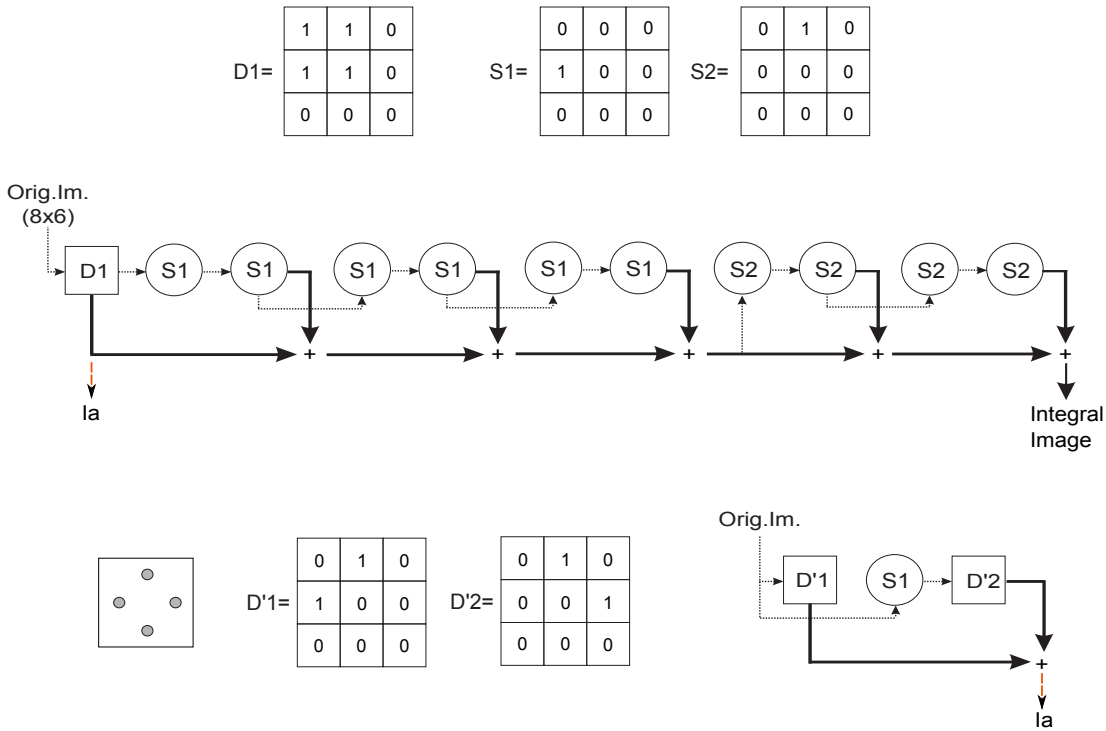 1 1 0
D1= 1 1 0
0 0 0
0 0 0
S1= 1 0 0
0 0 0
0 1 0
S2= 0 0 0
0 0 0
Orig.Im.
(8x6)
D1 S1 S1 S1 S1 S1 S1 S2 S2 S2 S2
+ + + + +
Ia
Integral
Image
0 1 0
D'1= 1 0 0
0 0 0
0 1 0
D'2= 0 0 1
0 0 0
Orig.Im.
D'1 S1 D'2
+
Ia